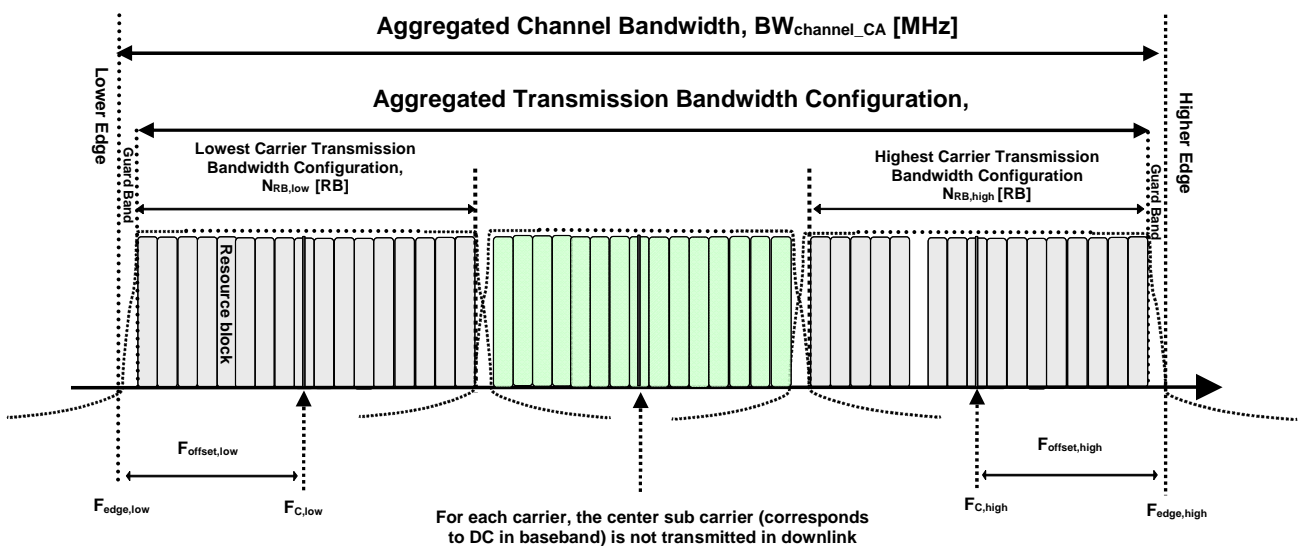 Aggregated Channel Bandwidth, BWchannel_CA [MHz]
Lower Edge
Higher Edge
Aggregated Transmission Bandwidth Configuration,
Guard Band
Lowest Carrier Transmission
Bandwidth Configuration,
NRB,low [RB]
Highest Carrier Transmission
Bandwidth Configuration
NRB,high [RB]
Guard Band
Resource block
Foffset,low
Foffset,high
Fedge,low
FC,low
FC,high
Fedge,high
For each carrier, the center sub carrier (corresponds
to DC in baseband) is not transmitted in downlink